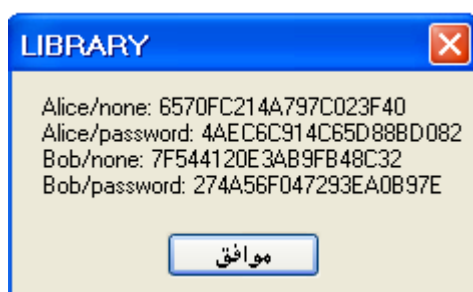 LIBRARY
Alice/none: 6570FC214A797C023F40
Alice/password: 4AEC6C914C65D88BD082
Bob/none: 7F544120E3AB9FB48C32
Bob/password: 274A56F047293EA0B97E
موافق